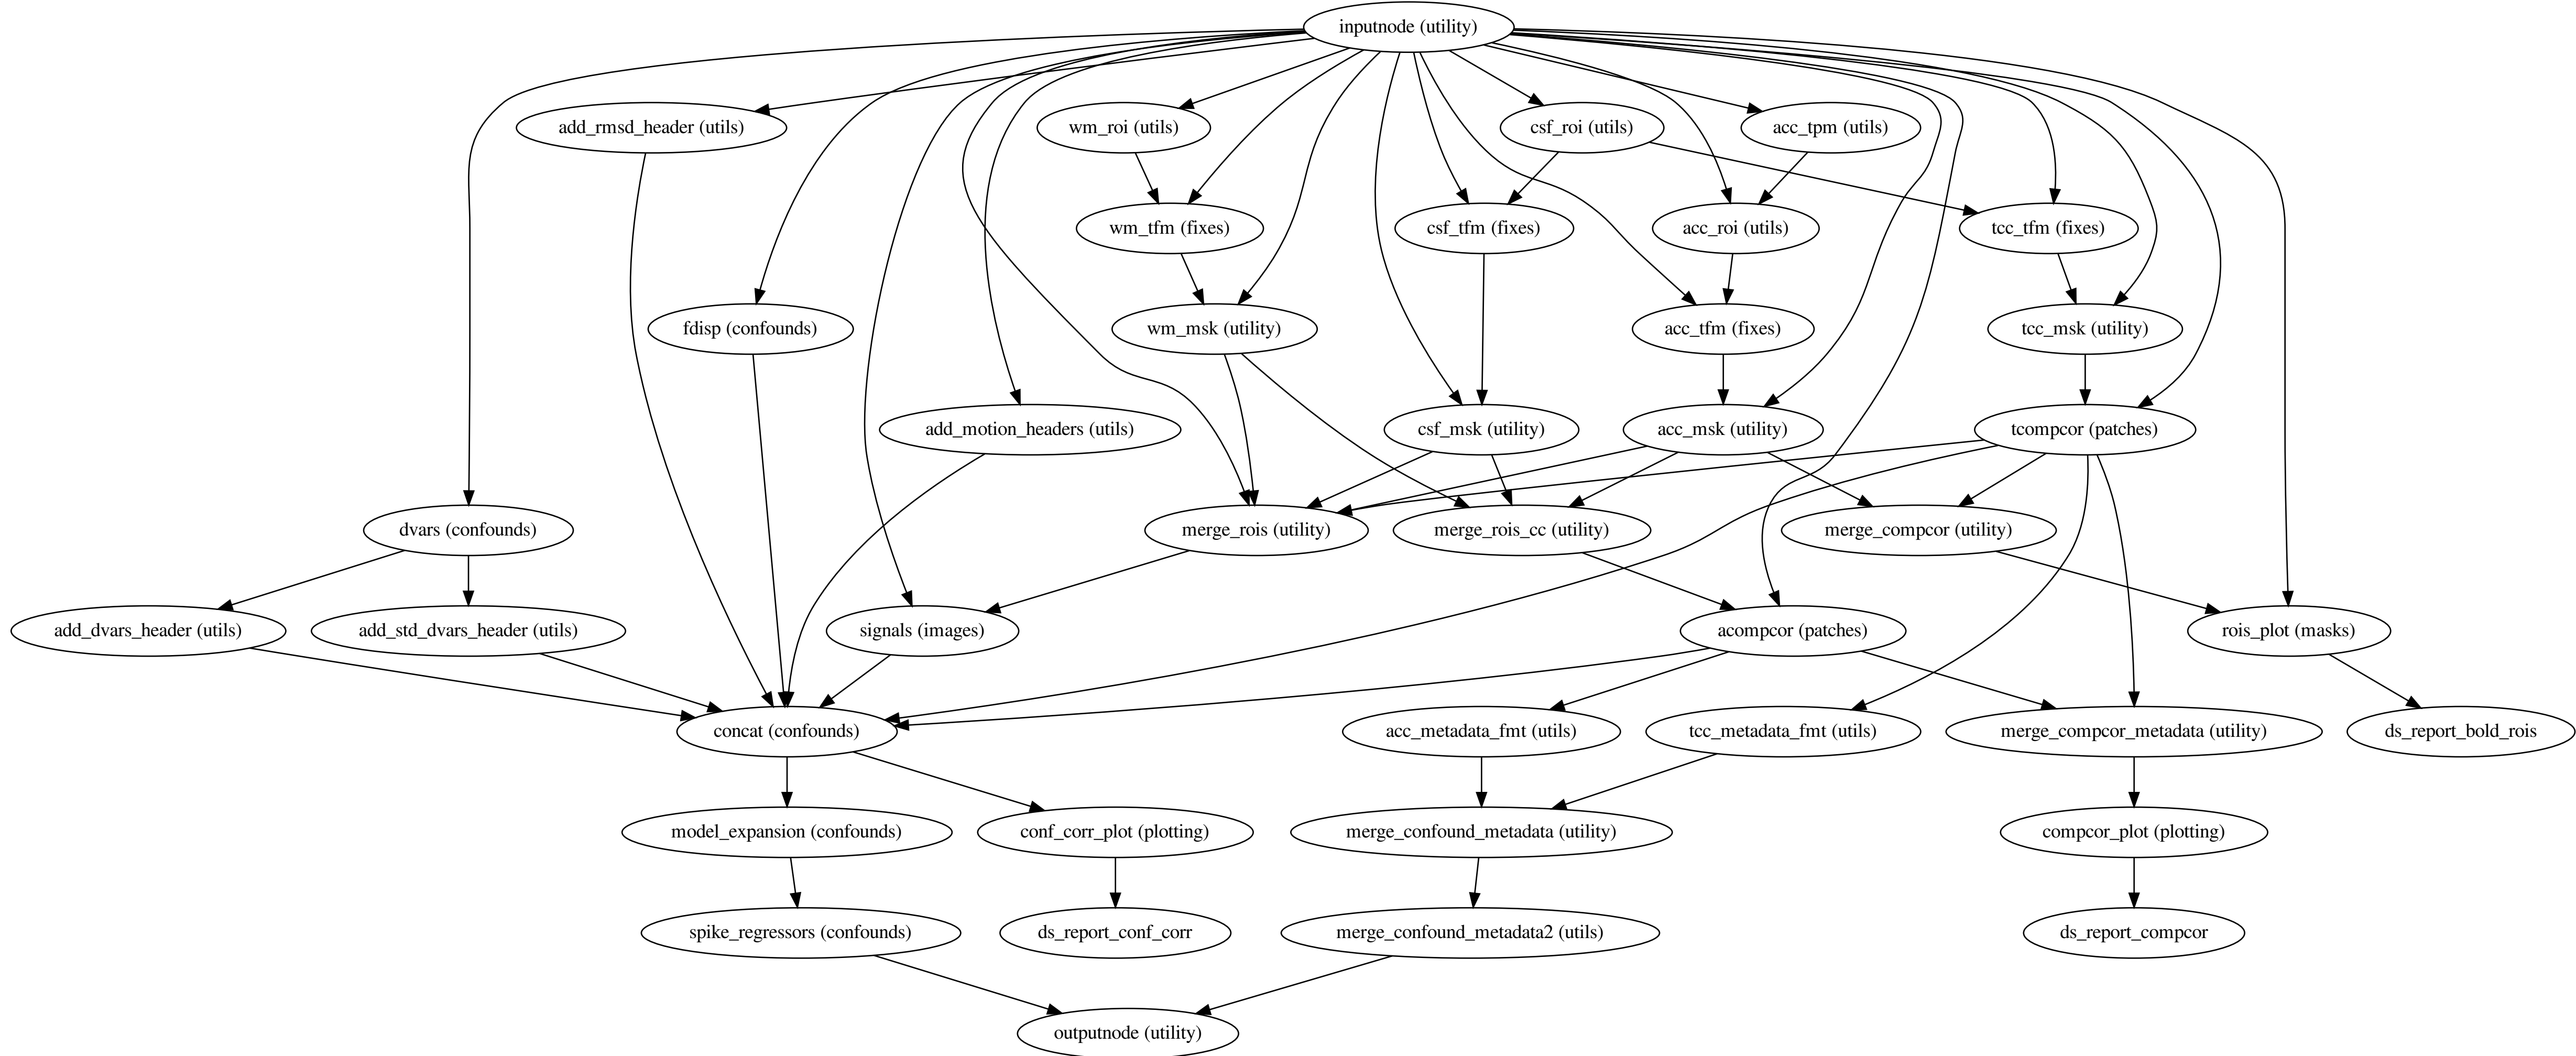 inputnode (utility)
add_rmsd_header (utils)
wm_roi (utils)
csf_roi (utils)
acc_tpm (utils)
wm_tfm (fixes)
csf_tfm (fixes)
acc_roi (utils)
tcc_tfm (fixes)
fdisp (confounds)
wm_msk (utility)
acc_tfm (fixes)
tcc_msk (utility)
add_motion_headers (utils)
csf_msk (utility)
acc_msk (utility)
tcompcor (patches)
dvars (confounds)
merge_rois (utility)
merge_rois_cc (utility)
merge_compcor (utility)
add_dvars_header (utils)
add_std_dvars_header (utils)
signals (images)
acompcor (patches)
rois_plot (masks)
concat (confounds)
acc_metadata_fmt (utils)
tcc_metadata_fmt (utils)
merge_compcor_metadata (utility)
ds_report_bold_rois
model_expansion (confounds)
conf_corr_plot (plotting)
merge_confound_metadata (utility)
compcor_plot (plotting)
spike_regressors (confounds)
ds_report_conf_corr
merge_confound_metadata2 (utils)
ds_report_compcor
outputnode (utility)